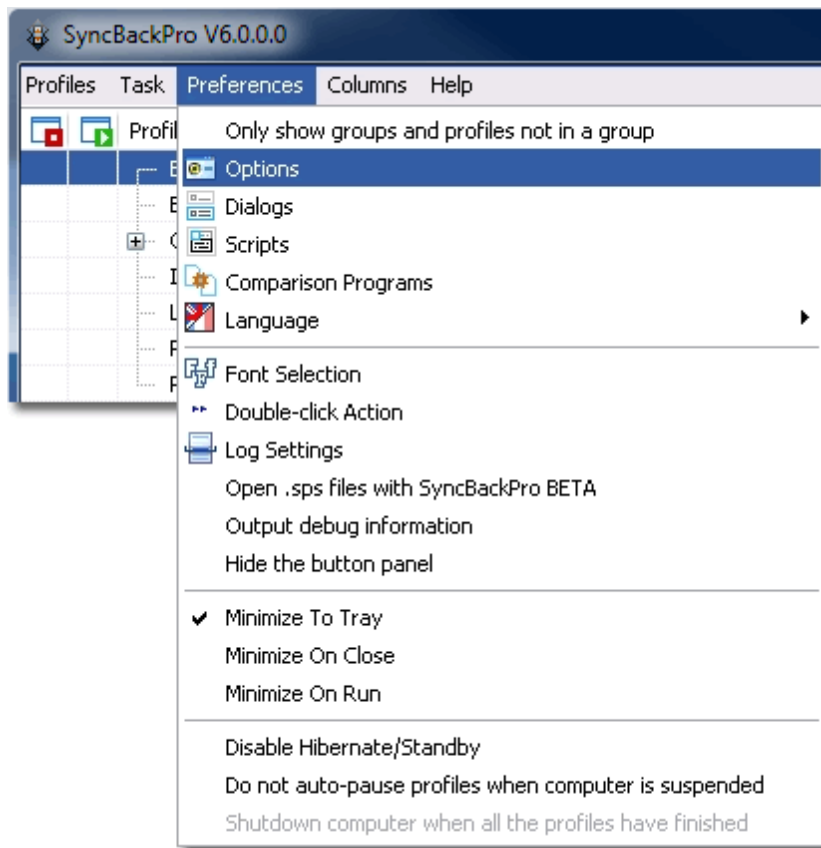 SyncBackPro V6.0.0.0
Profiles Task Preferences Columns Help
Only show groups and profiles not in a group
Options
Dialogs
Scripts
Comparison Programs
Language
Font Selection
Double-click Action
Log Settings
Open .sps files with SyncBackPro BETA
Output debug information
Hide the button panel
Minimize To Tray
Minimize On Close
Minimize On Run
Disable Hibernate/Standby
Do not auto-pause profiles when computer is suspended
Shutdown computer when all the profiles have finished